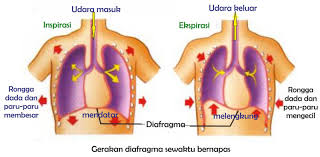 Udara masuk
Inspirasi
Rongga
dada dan
paru-paru
membesar
mendatar
Udara keluar
Ekspirasi
melengkung
Rongga
dada dan
paru-paru
mengecil
Diafragma
Gerakan diafragma sewaktu bernapas